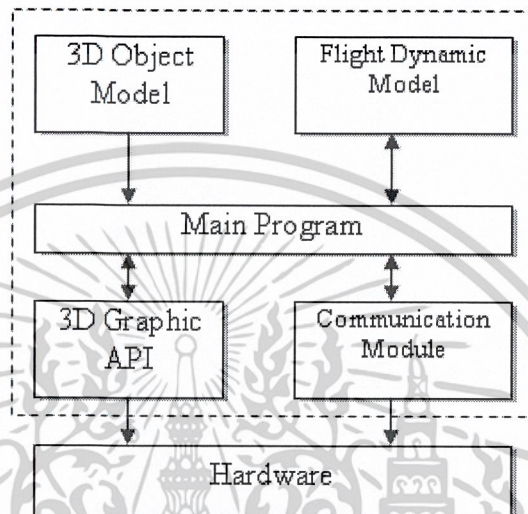 3D Object
Model
Flight Dynamic
Model
Main Program
3D Graphic
API
Communication
Module
Hardware